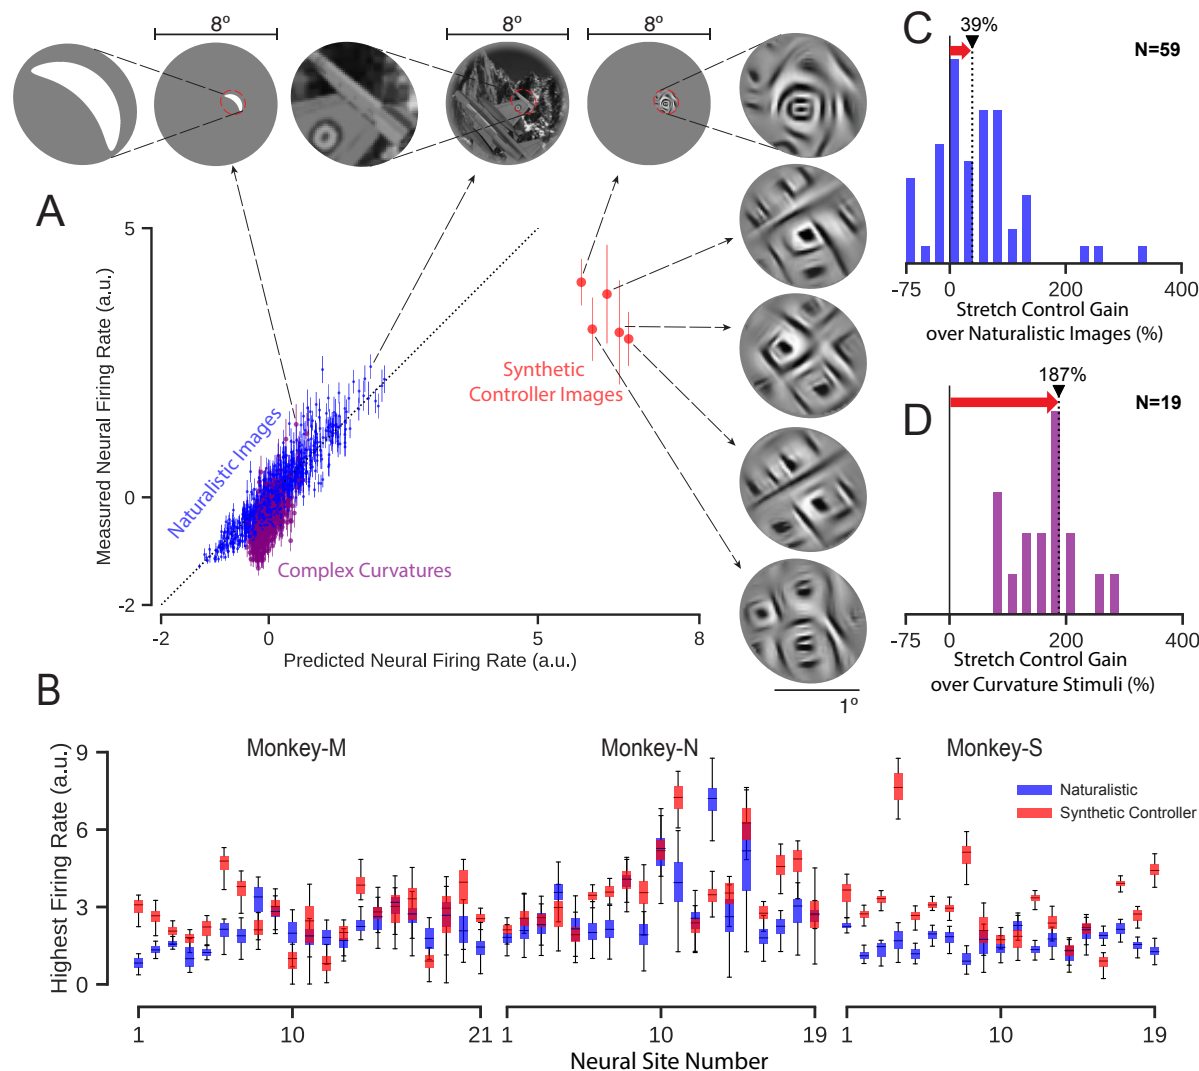 8º
8º
8º
A
5
0
-2
Measured Neural Firing Rate (a.u.)
Naturalistic Images
Complex Curvatures
Synthetic
Controller Images
-2
0
5
8
Predicted Neural Firing Rate (a.u.)
1º
C
39%
N=59
-75
0
200
400
Stretch Control Gain
over Naturalistic Images (%)
D
187%
N=19
-75
0
200
400
Stretch Control Gain
over Curvature Stimuli (%)
B
Monkey-M
Monkey-N
Monkey-S
9
6
3
0
Highest Firing Rate (a.u.)
Naturalistic
Synthetic Controller
1
10
21
1
10
19
1
10
19
Neural Site Number